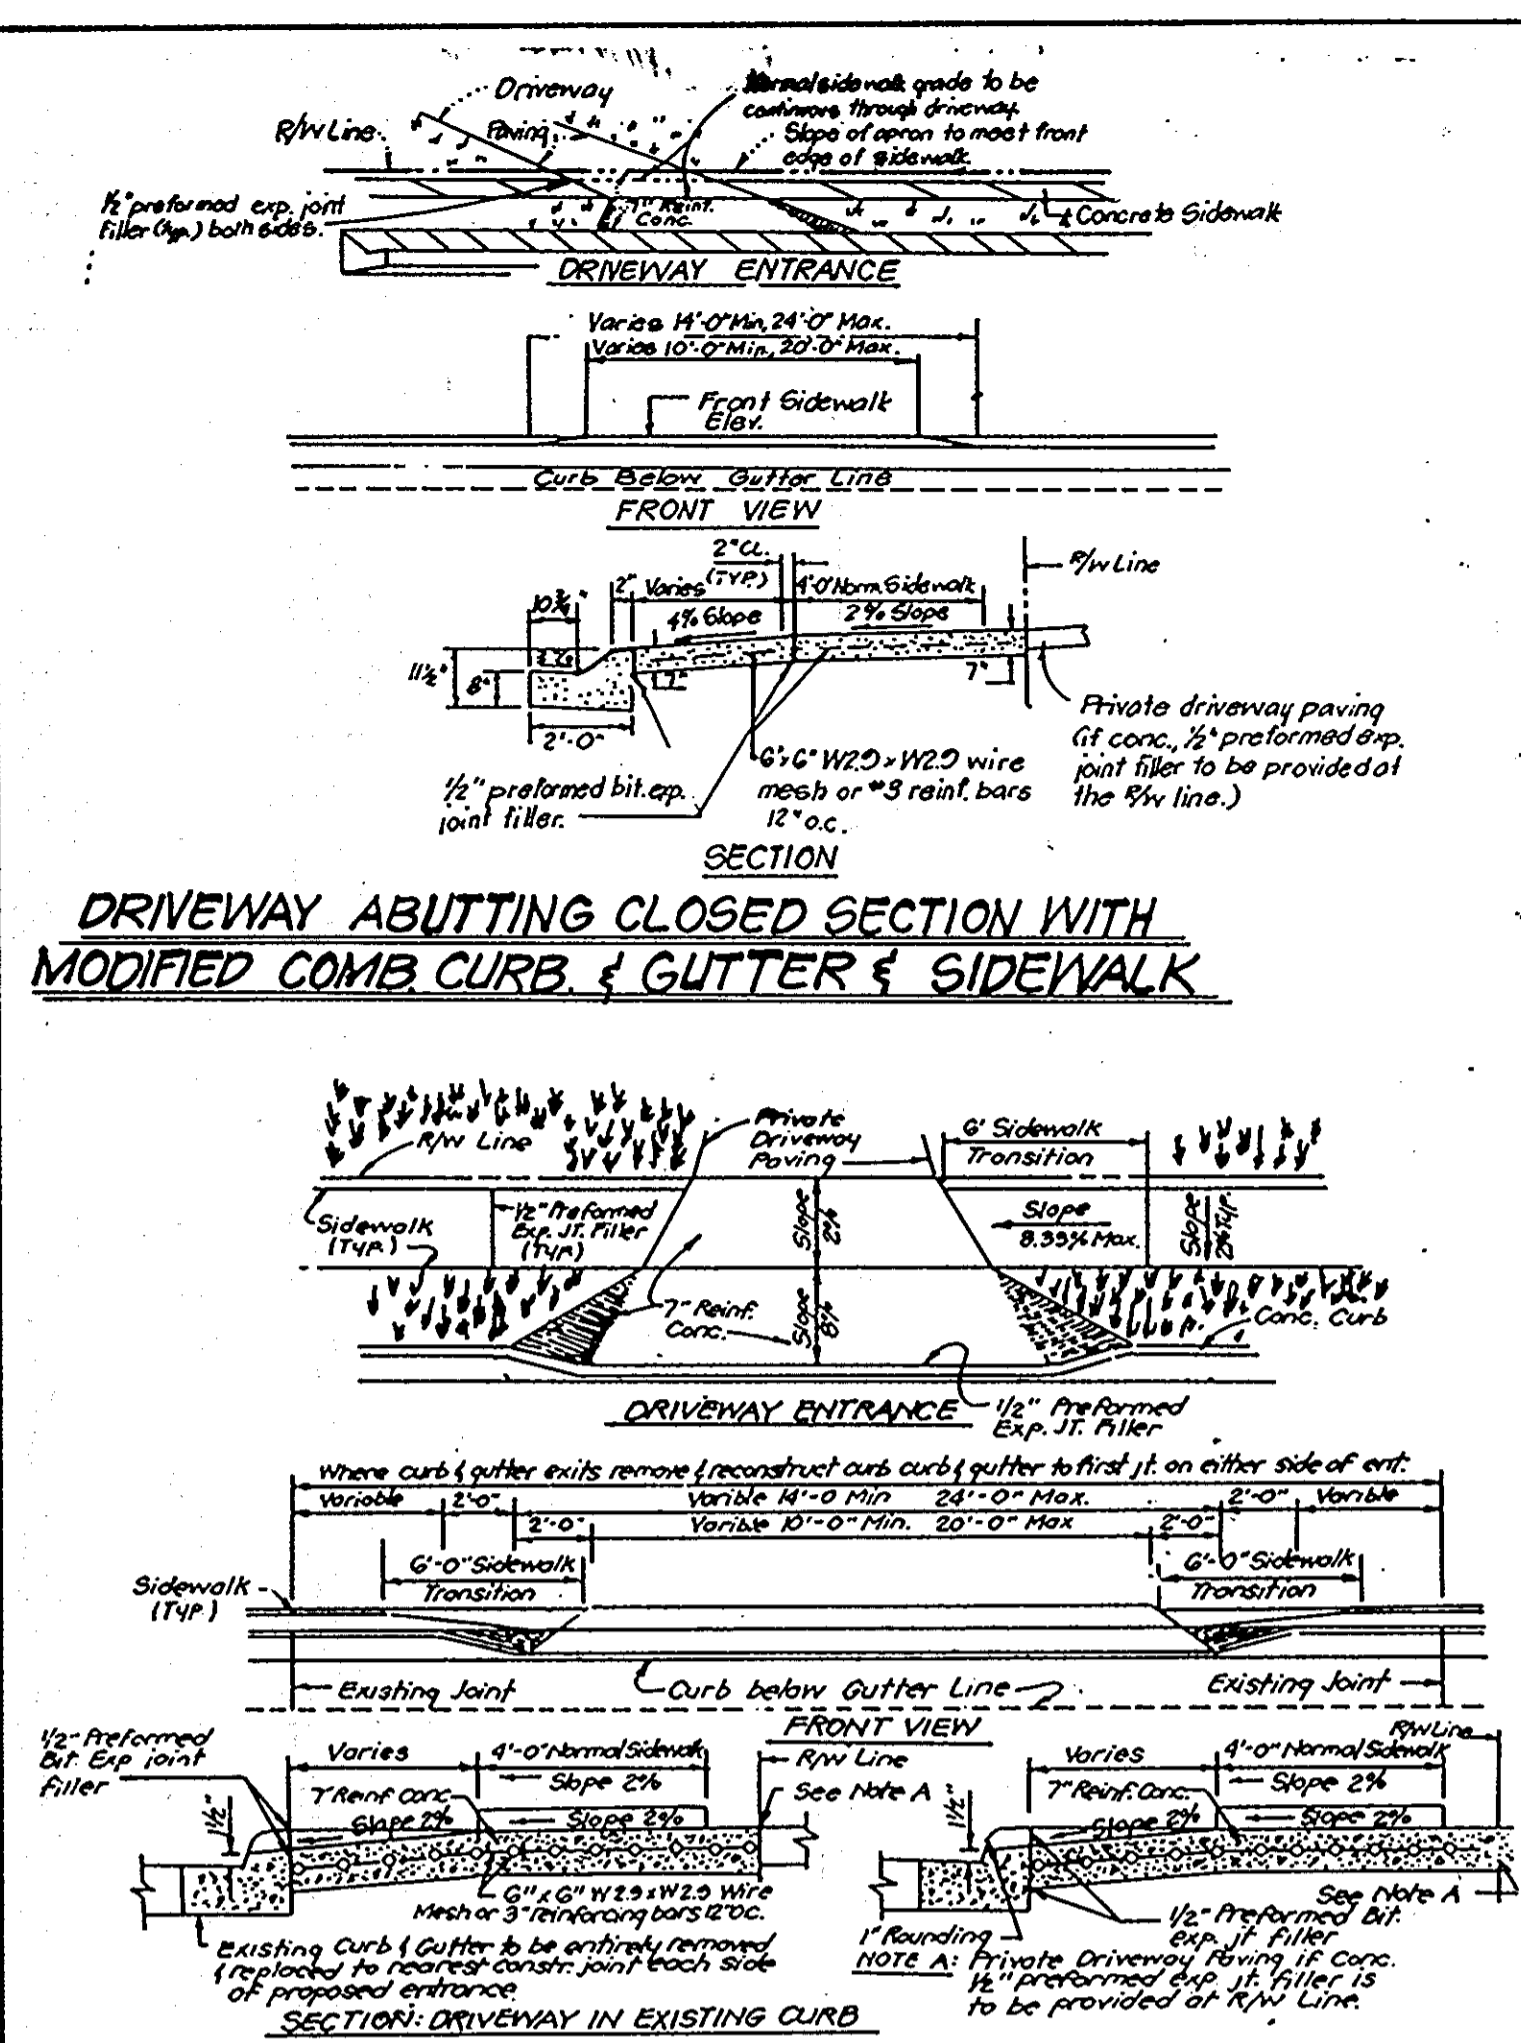 Driveway
Paving
Normal sidewalk grade to be
continuous through driveway.
R/W Line
Slope of apron to meet front
edge of sidewalk.
1/2" preformed exp. joint
filler (typ.) both sides.
7" Reinf.
Conc.
Concrete Sidewalk
DRIVEWAY ENTRANCE
Varies 14'-0" Min, 24'-0" Max.
Varies 10'-0" Min, 20'-0" Max.
Front Sidewalk
Elev.
Curb Below Gutter Line
FRONT VIEW
2" CL.
(TYP.)
R/W Line
2" Varies
4'-0" Norm. Sidewalk
10 3/4"
4% Slope
2% Slope
11 1/2"
8"
7"
7"
2'-0"
Private driveway paving
(if conc., 1/2" preformed exp.
joint filler to be provided at
the R/W line.)
6"x6" W2.9 x W2.9 wire
mesh or #3 reinf. bars
12" o.c.
1/2" preformed bit. exp.
joint filler.
SECTION
DRIVEWAY ABUTTING CLOSED SECTION WITH
MODIFIED COMB. CURB. & GUTTER & SIDEWALK
R/W Line
Private
Driveway
Paving
6' Sidewalk
Transition
Sidewalk
(TYP.)
1/2" Preformed
Exp. JT. Filler
(TYP.)
Slope
2%
Slope
8.33% Max.
Slope
2% Typ.
7" Reinf.
Conc.
Slope
8%
Conc. Curb
DRIVEWAY ENTRANCE
1/2" Preformed
Exp. JT. Filler
Where curb & gutter exits remove & reconstruct curb curb & gutter to first jt. on either side of ent.
Variable 2'-0" Varible 14'-0 Min 24'-0" Max. 2'-0" Varible
2'-0" Varible 10'-0" Min. 20'-0" Max 2'-0"
6'-0" Sidewalk
Transition
6'-0" Sidewalk
Transition
Sidewalk
(TYP.)
Existing Joint
Curb below Gutter Line
Existing Joint
FRONT VIEW
1/2" Preformed
Bit. Exp joint
filler
Varies
4'-0" Normal Sidewalk
Slope 2%
R/W Line
See Note A
7" Reinf Conc
Slope 2%
Slope 2%
1 1/2"
6" x 6" W2.9 x W2.9 Wire
Mesh or 3" reinforcing bars 12" OC.
Existing Curb & Gutter to be entirely removed
& replaced to nearest constr. joint each side
of proposed entrance.
SECTION: DRIVEWAY IN EXISTING CURB
R/W Line
Varies
4'-0" Normal Sidewalk
Slope 2%
7" Reinf. Conc.
Slope 2%
Slope 2%
1 1/2"
See Note A
1/2" Preformed Bit.
exp. jt filler
1" Rounding
NOTE A: Private Driveway Paving if Conc.
1/2" preformed exp. jt. filler is
to be provided at R/W Line.